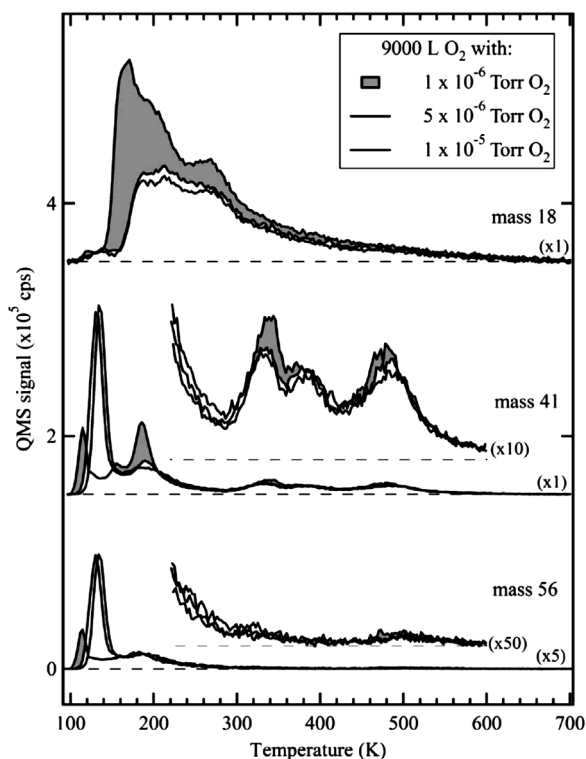 9000 L O₂ with:
1 x 10⁻⁶ Torr O₂
5 x 10⁻⁶ Torr O₂
1 x 10⁻⁵ Torr O₂
4
mass 18
(x1)
QMS signal (x10⁵ cps)
mass 41
2
(x10)
(x1)
mass 56
(x50)
(x5)
0
100 200 300 400 500 600 700
Temperature (K)